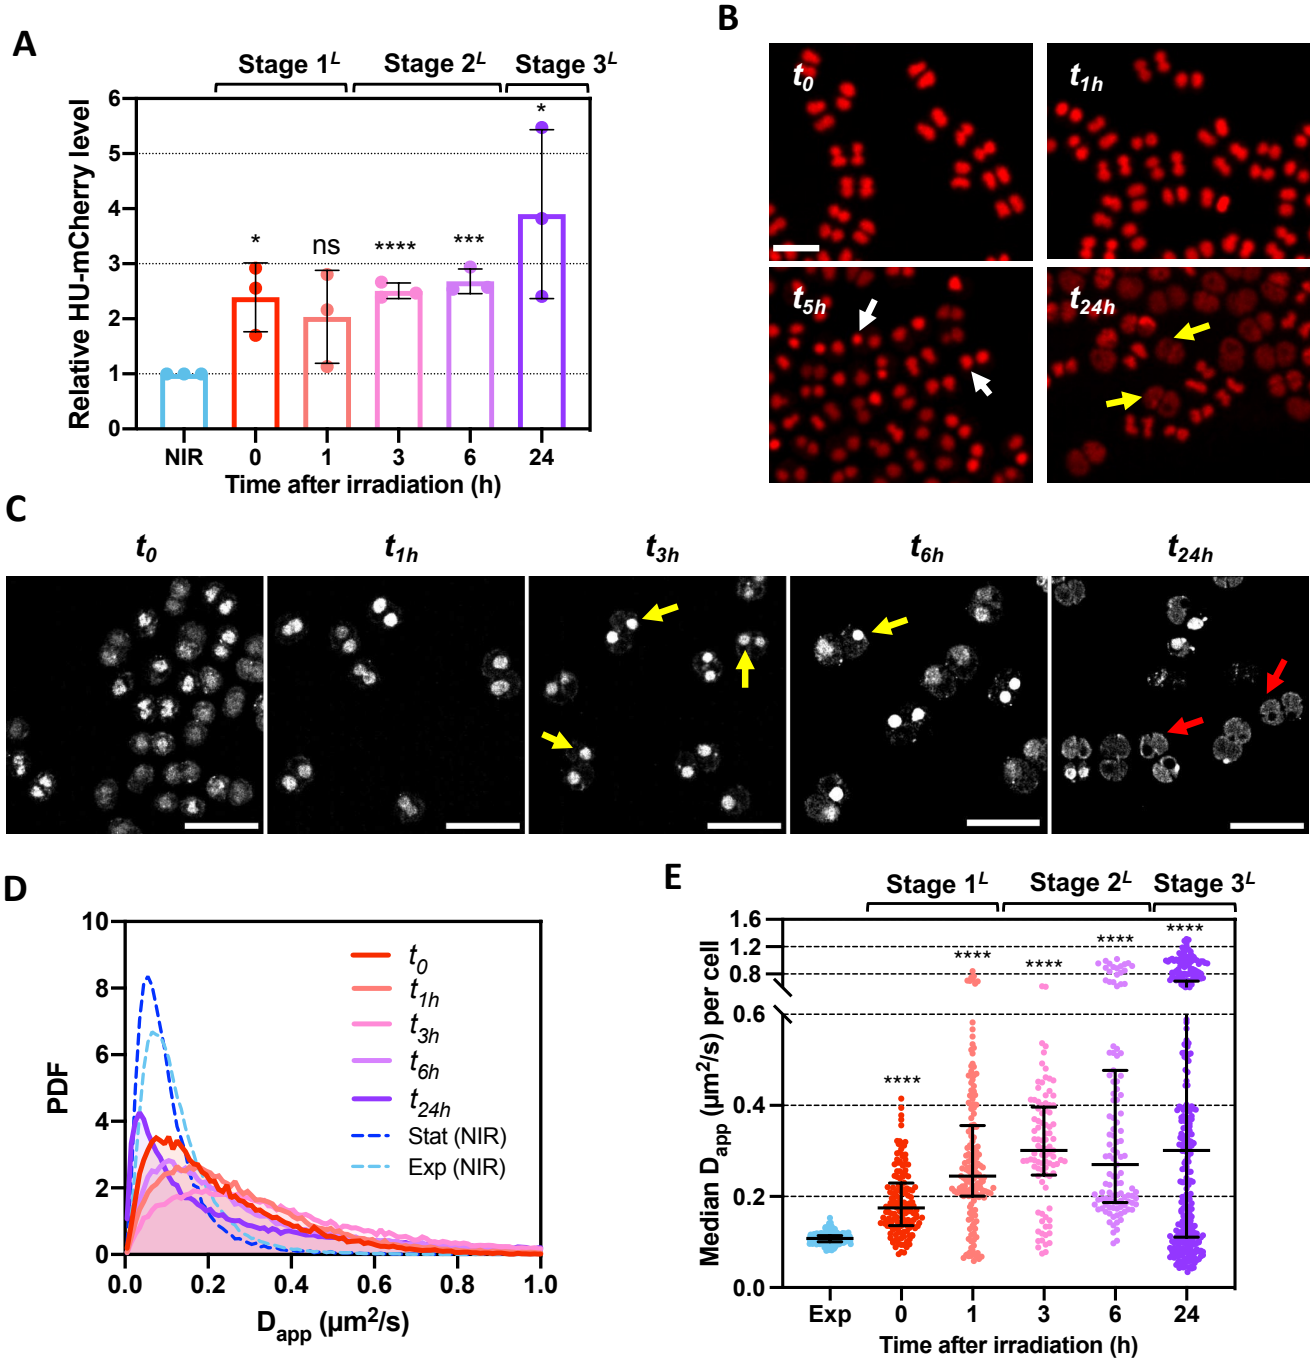 A
Stage 1ᴸ Stage 2ᴸ Stage 3ᴸ
Relative HU-mCherry level
6
5
4
3
2
1
0
* ns **** *** *
NIR 0 1 3 6 24
Time after irradiation (h)
B
t0 t1h
t5h t24h
C
t0 t1h t3h t6h t24h
D
PDF
10
8
6
4
2
0
t0
t1h
t3h
t6h
t24h
Stat (NIR)
Exp (NIR)
0.0 0.2 0.4 0.6 0.8 1.0
Dapp (µm²/s)
E
Stage 1ᴸ Stage 2ᴸ Stage 3ᴸ
Median Dapp (µm²/s) per cell
1.6
1.2
0.8
0.6
0.4
0.2
0.0
**** **** **** **** ****
Exp 0 1 3 6 24
Time after irradiation (h)